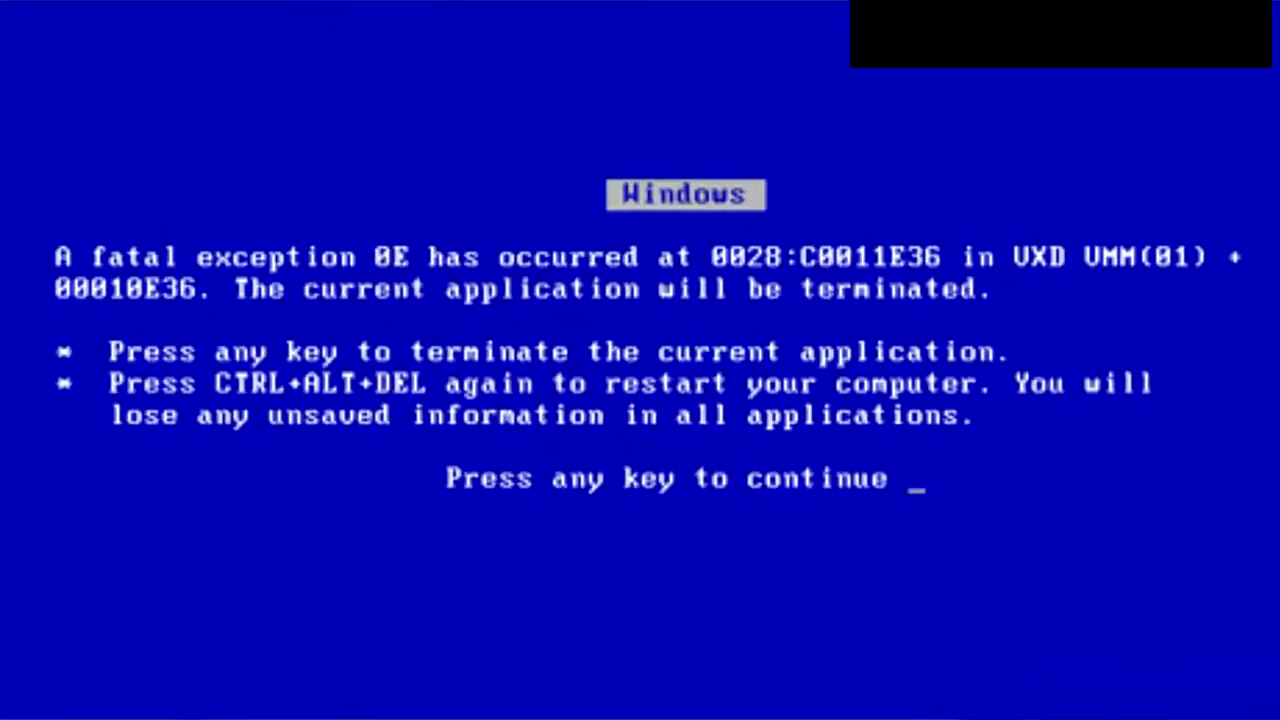 Windows
A fatal exception 0E has occurred at 0028:C0011E36 in VXD VMM(01) +
00010E36. The current application will be terminated.
* Press any key to terminate the current application.
* Press CTRL+ALT+DEL again to restart your computer. You will
lose any unsaved information in all applications.
Press any key to continue _